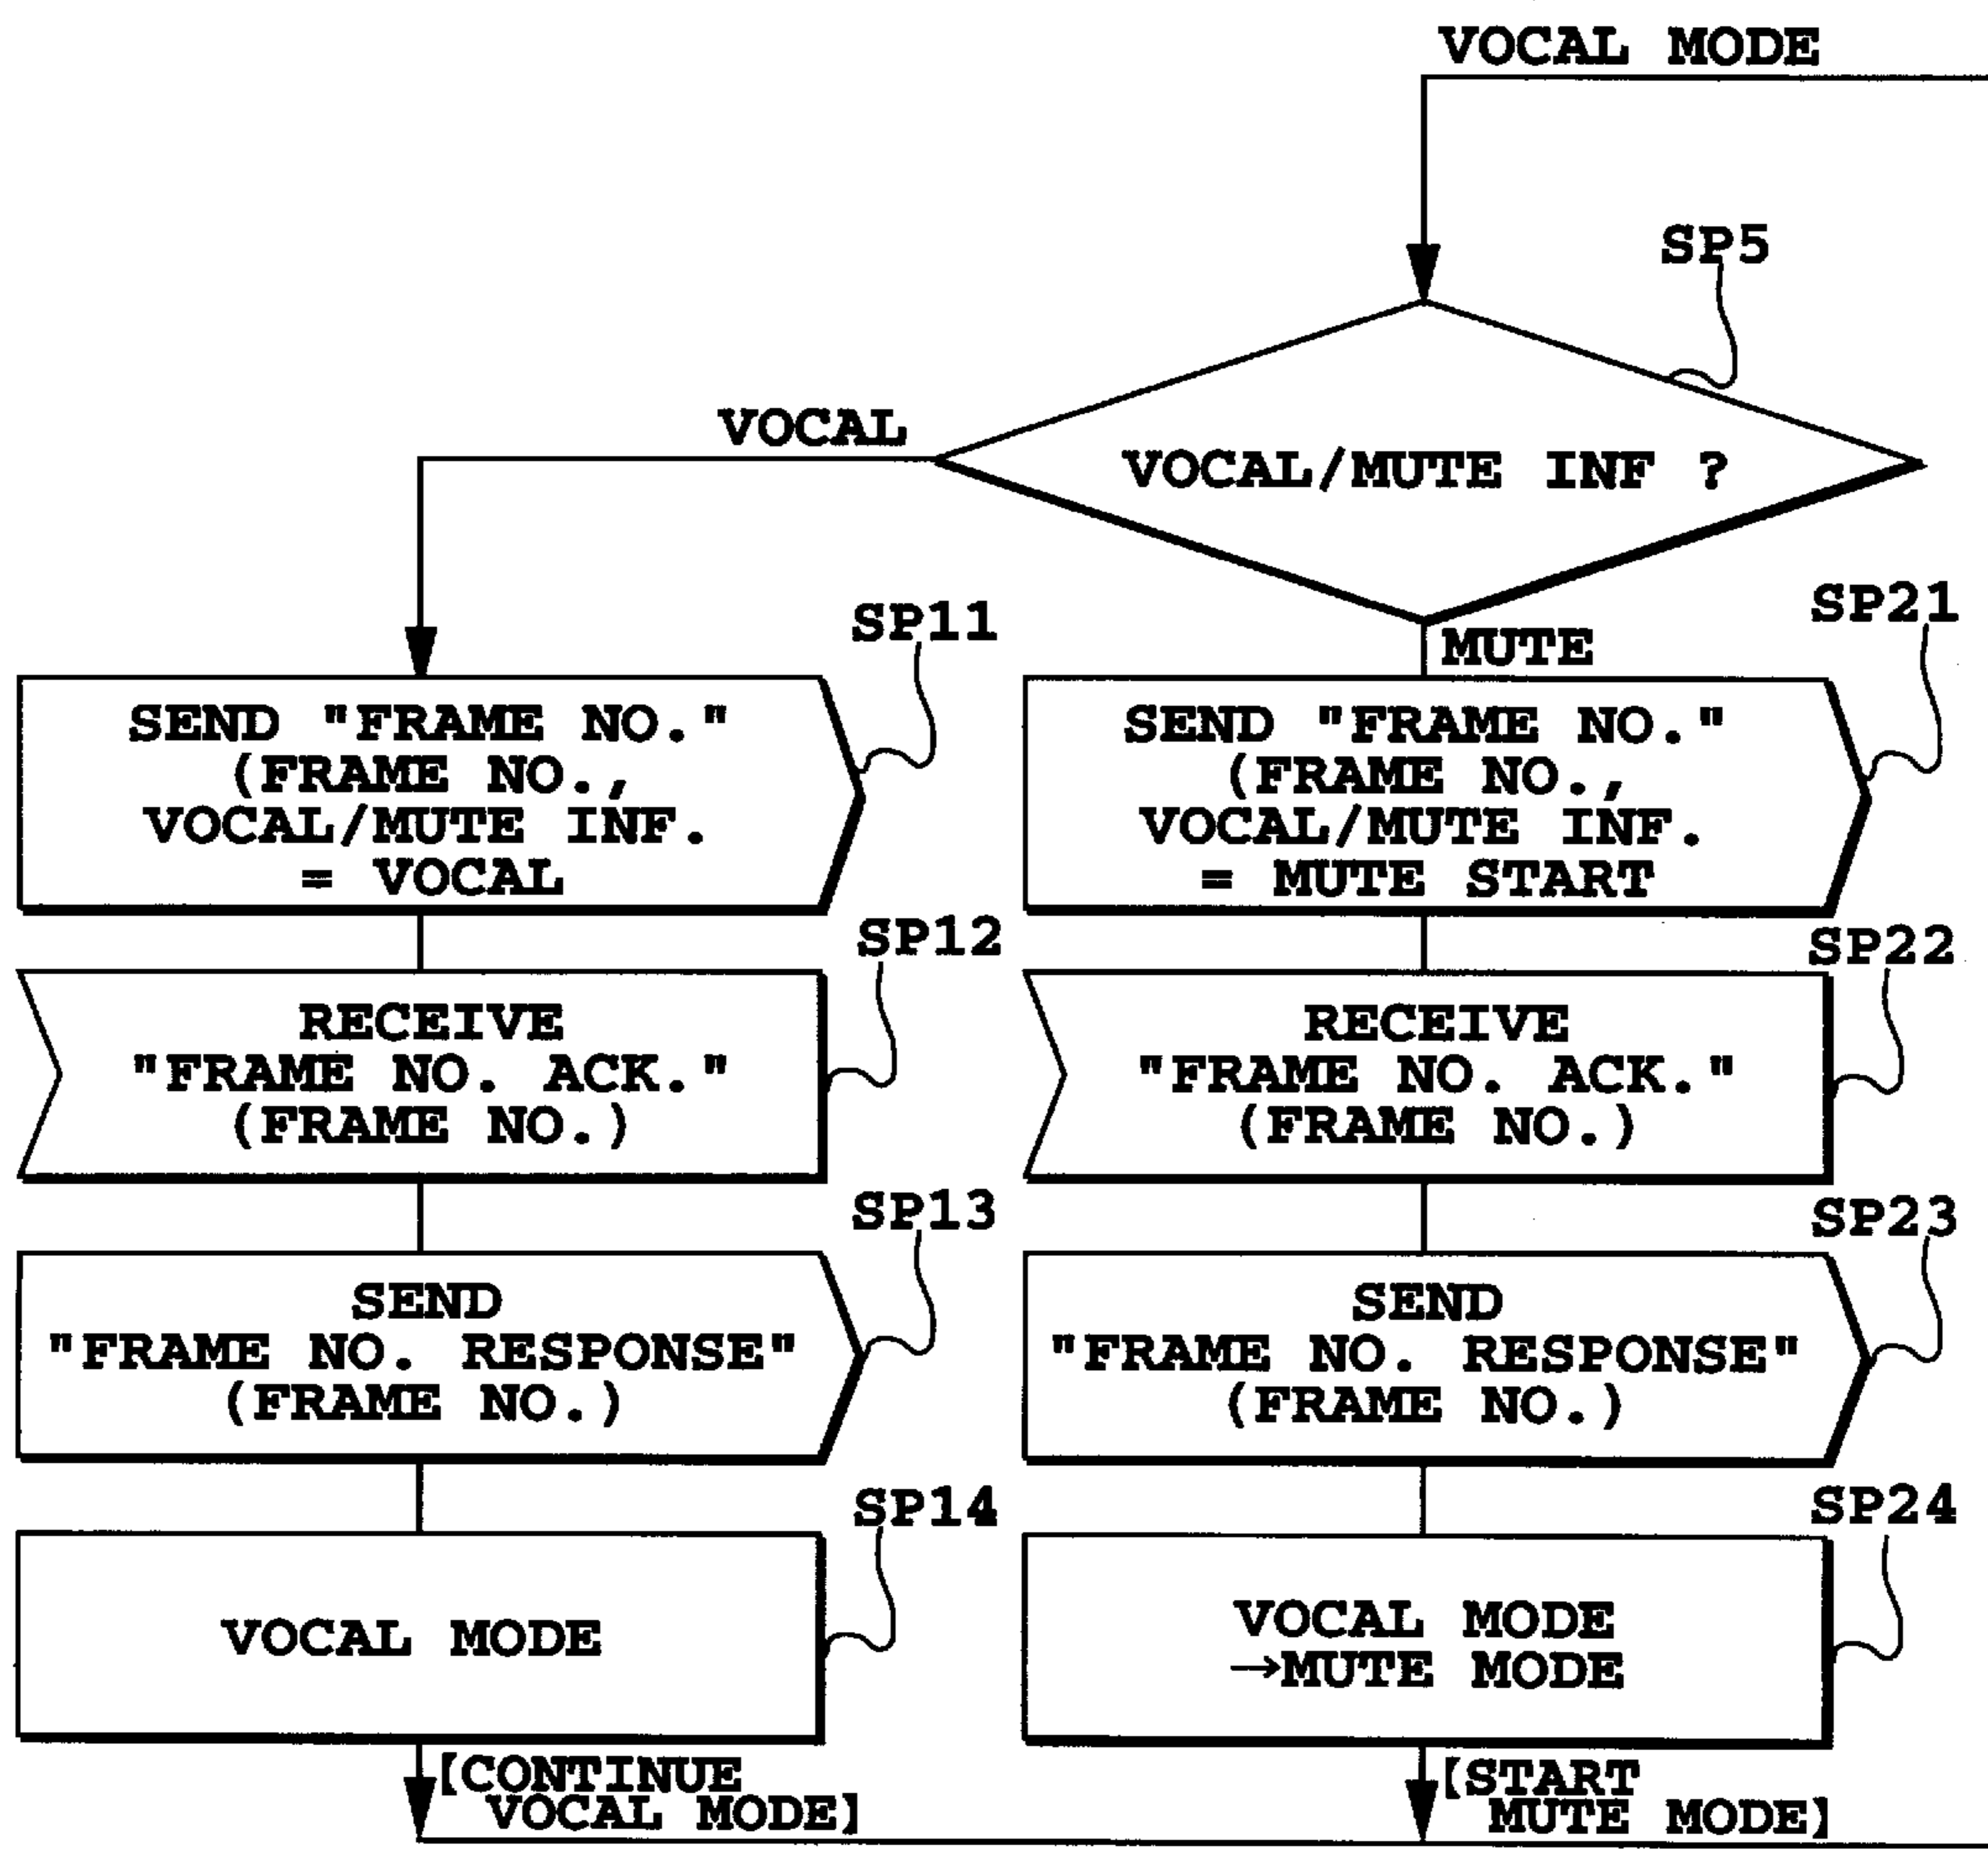 VOCAL MODE
SP5
VOCAL
VOCAL/MUTE INF ?
MUTE
SP11
SEND "FRAME NO."
(FRAME NO.,
VOCAL/MUTE INF.
= VOCAL
SP12
RECEIVE
"FRAME NO. ACK."
(FRAME NO.)
SP13
SEND
"FRAME NO. RESPONSE"
(FRAME NO.)
SP14
VOCAL MODE
[CONTINUE
VOCAL MODE]
SP21
SEND "FRAME NO."
(FRAME NO.,
VOCAL/MUTE INF.
= MUTE START
SP22
RECEIVE
"FRAME NO. ACK."
(FRAME NO.)
SP23
SEND
"FRAME NO. RESPONSE"
(FRAME NO.)
SP24
VOCAL MODE
→MUTE MODE
[START
MUTE MODE]